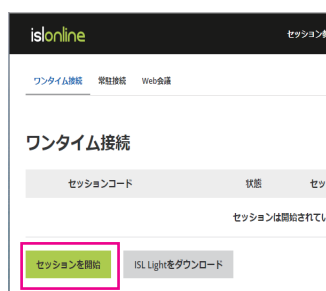 islonline
セッション
ワンタイム接続 常駐接続 Web会議
ワンタイム接続
セッションコード 状態 セッ
セッションは開始されてい
セッションを開始 ISL Lightをダウンロード